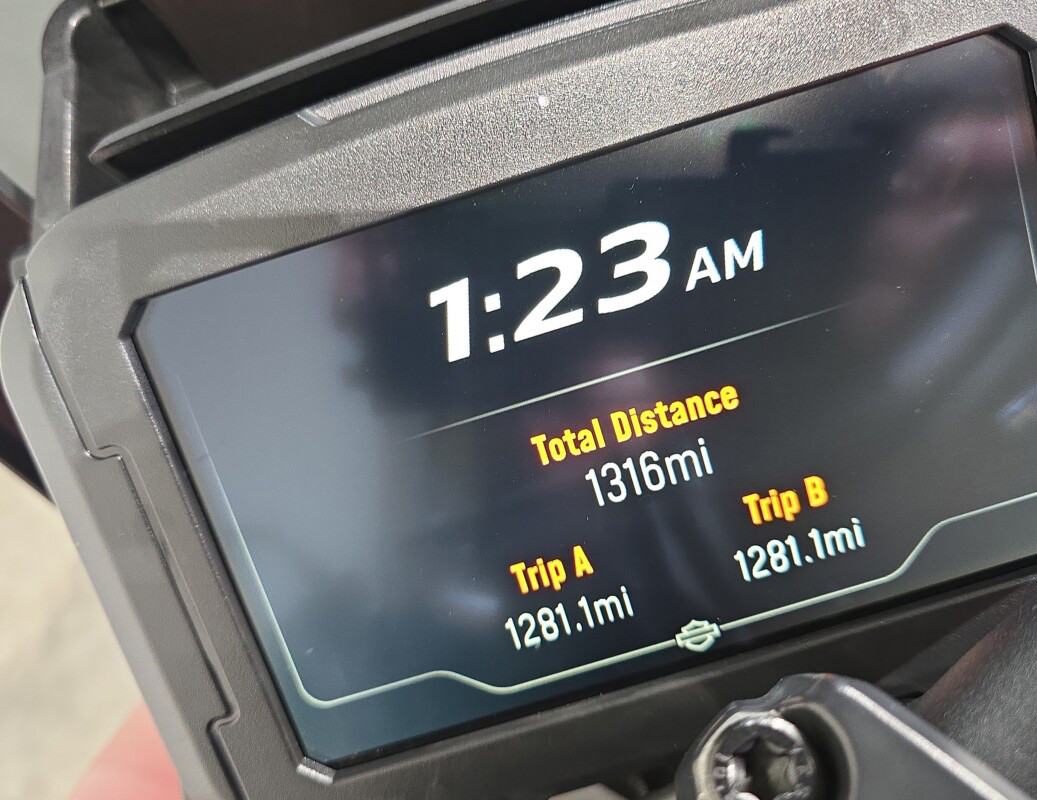 1:23 AM
Total Distance
1316mi
Trip A
1281.1mi
Trip B
1281.1mi